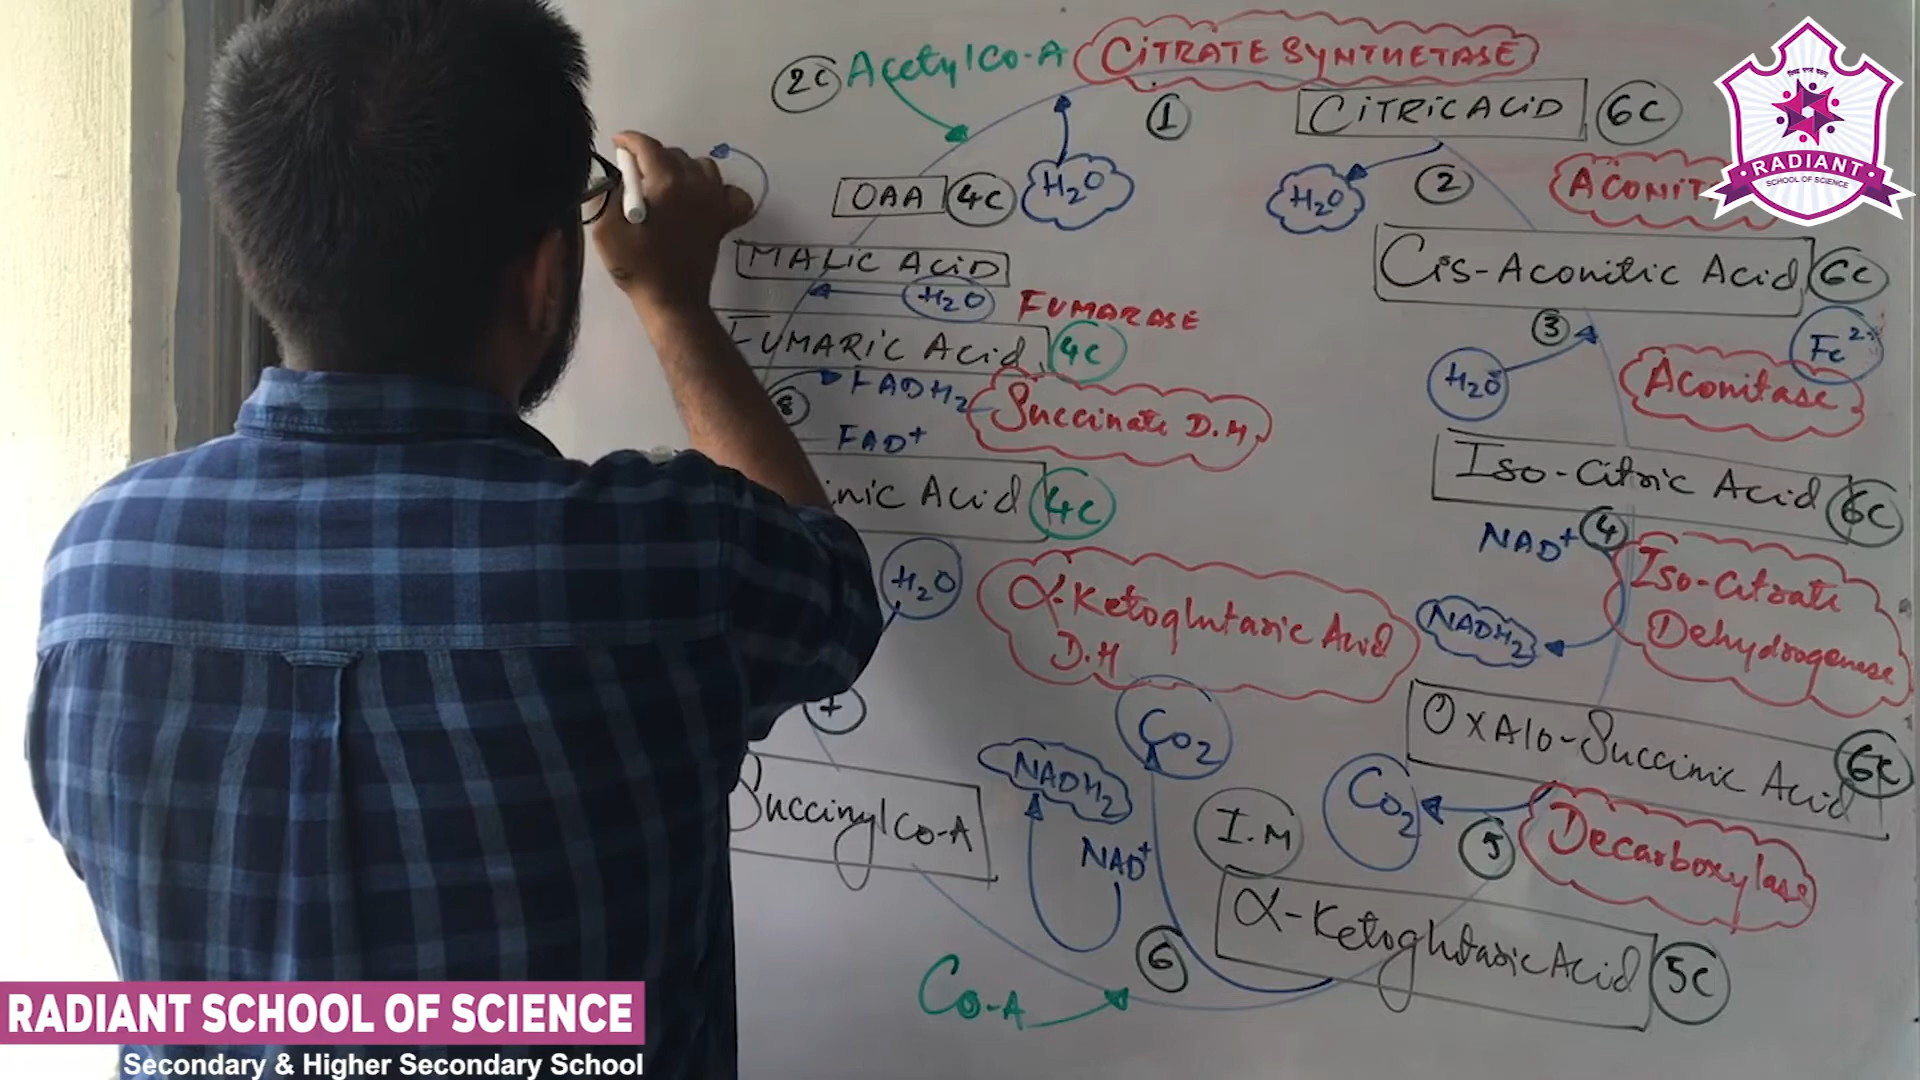 2C Acetyl Co-A CITRATE SYNTHETASE
1
CITRIC ACID 6C
H2O
H2O
2
OAA 4C
RADIANT
SCHOOL OF SCIENCE
MALIC ACID
Cis-Aconitic Acid 6C
H2O FUMARASE
3
Fe2+
FUMARIC Acid 4C
H2O
Aconitase
FADH2 Succinate D.H.
8
FAD+
Iso-Citric Acid 6C
inic Acid 4C
NAD+ 4
H2O
α-Ketoglutaric Acid
D.H
Iso-Citrate
Dehydrogenase
NADH2
CO2
Oxalo-Succinic Acid 6C
NADH2
CO2
Succinyl Co-A
I.M
5
Decarboxylase
NAD+
α-Ketoglutaric Acid 5C
6
Co-A
RADIANT SCHOOL OF SCIENCE
Secondary & Higher Secondary School